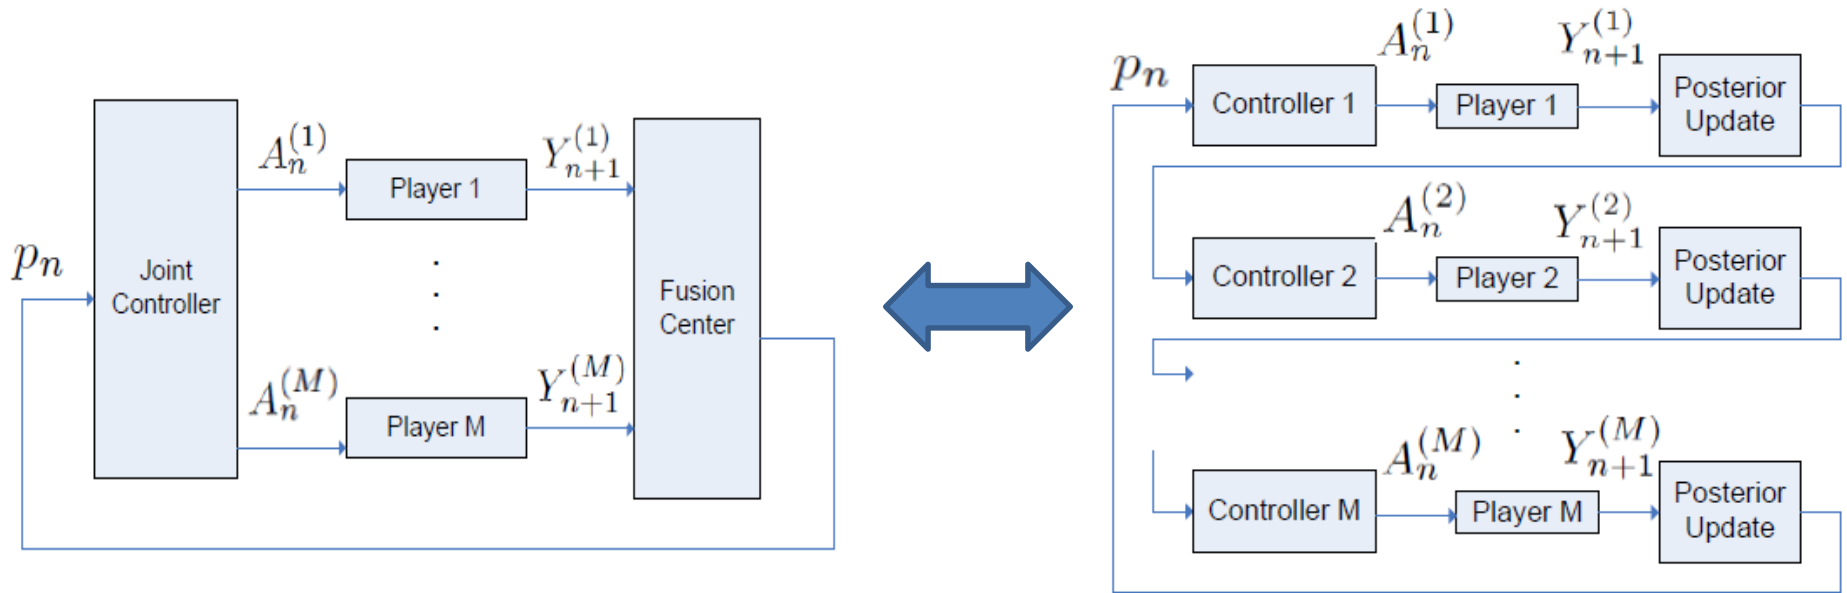 p_n
Joint
Controller
A_n^{(1)}
Player 1
Y_{n+1}^{(1)}
.
.
.
A_n^{(M)}
Player M
Y_{n+1}^{(M)}
Fusion
Center
p_n
Controller 1
A_n^{(1)}
Player 1
Y_{n+1}^{(1)}
Posterior
Update
Controller 2
A_n^{(2)}
Player 2
Y_{n+1}^{(2)}
Posterior
Update
.
.
.
Controller M
A_n^{(M)}
Player M
Y_{n+1}^{(M)}
Posterior
Update